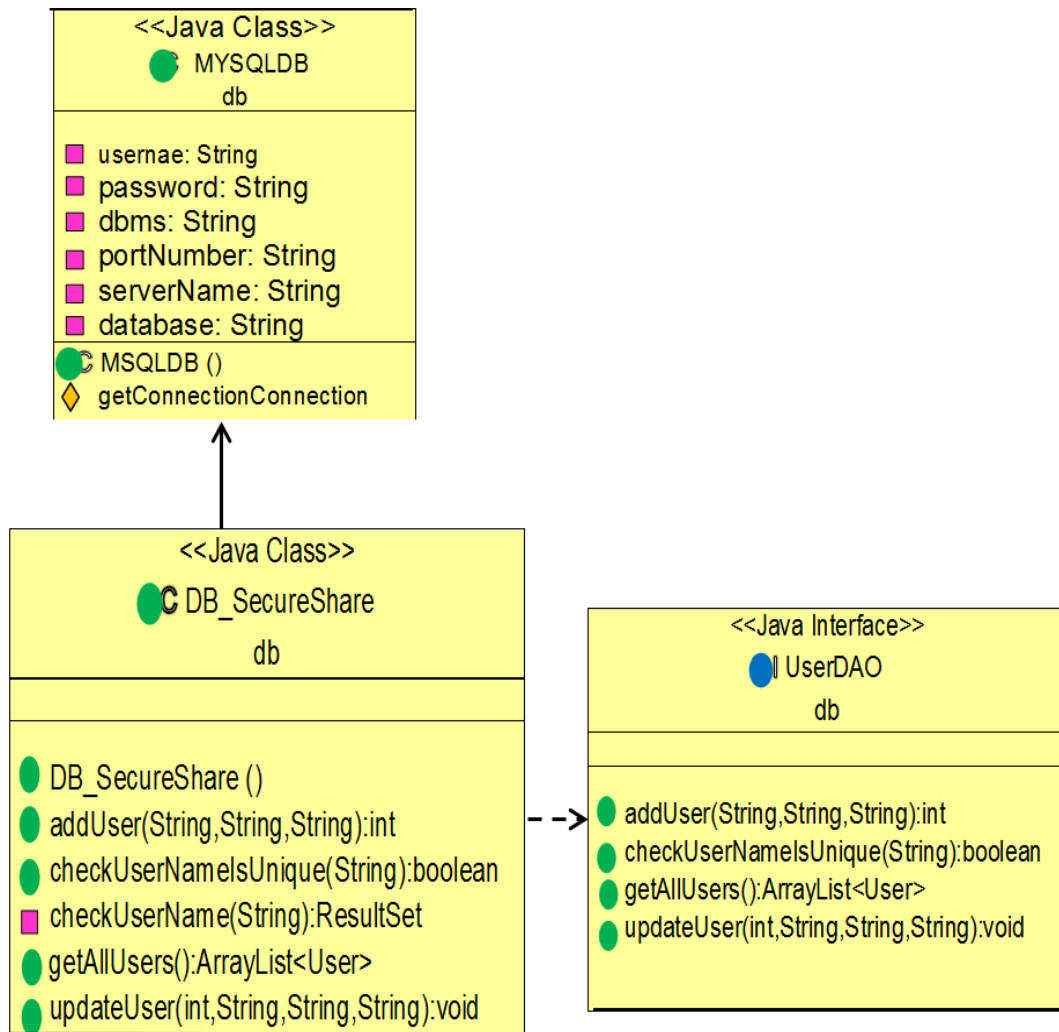 <<Java Class>>
C MYSQLDB
db
usernae: String
password: String
dbms: String
portNumber: String
serverName: String
database: String
C MSQLDB ()
getConnectionConnection
<<Java Class>>
C DB_SecureShare
db
DB_SecureShare ()
addUser(String,String,String):int
checkUserNameIsUnique(String):boolean
checkUserName(String):ResultSet
getAllUsers():ArrayList<User>
updateUser(int,String,String,String):void
<<Java Interface>>
I UserDAO
db
addUser(String,String,String):int
checkUserNameIsUnique(String):boolean
getAllUsers():ArrayList<User>
updateUser(int,String,String,String):void